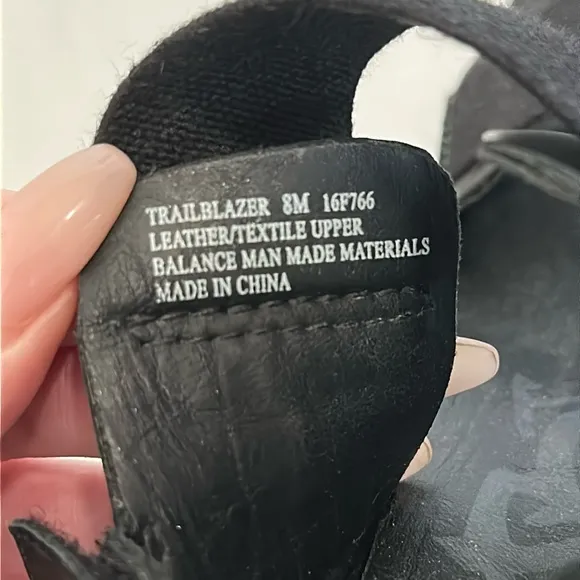 TRAILBLAZER 8M 16F766
LEATHER/TEXTILE UPPER
BALANCE MAN MADE MATERIALS
MADE IN CHINA